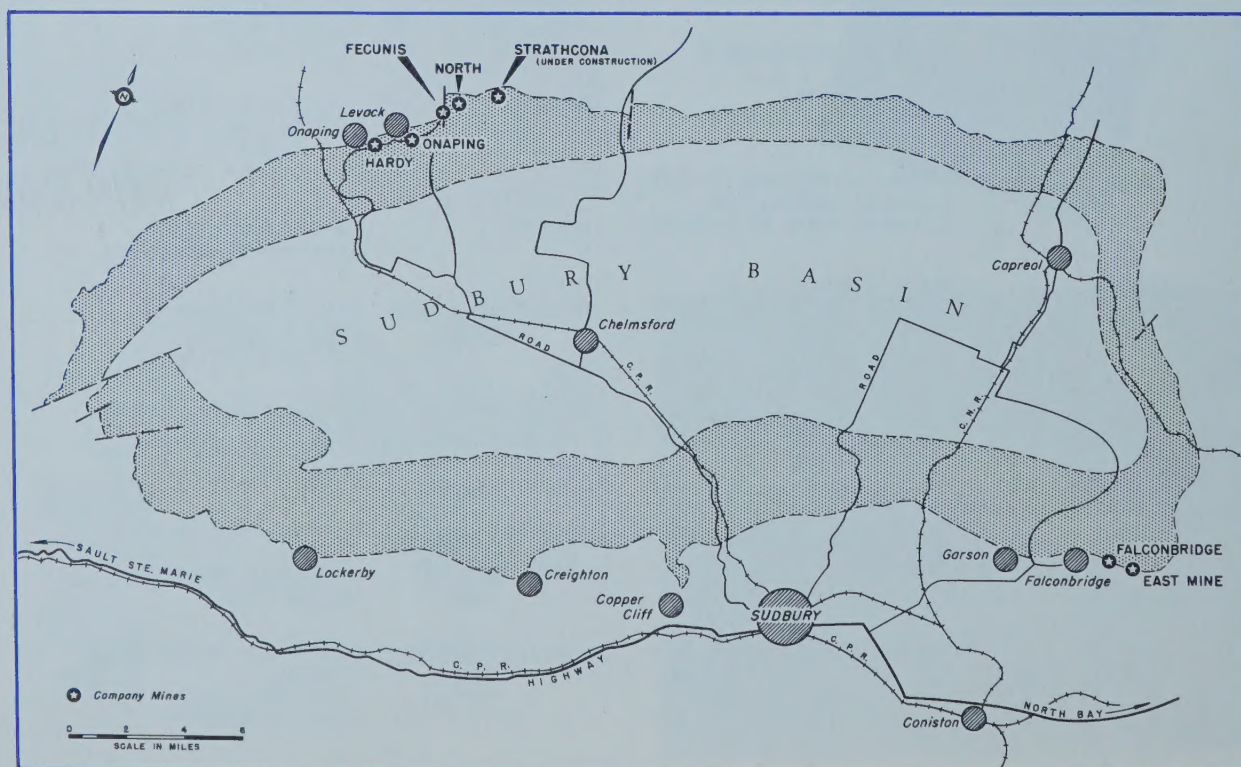 FECUNIS
NORTH
STRATHCONA
(UNDER CONSTRUCTION)
N
Levack
Onaping
ONAPING
HARDY
Capreol
SUDBURY BASIN
Chelmsford
ROAD
C.P.R.
ROAD
C.N.R.
SAULT STE. MARIE
Lockerby
Creighton
Copper
Cliff
SUDBURY
Garson
Falconbridge
FALCONBRIDGE
EAST MINE
C. P. R.
HIGHWAY
C.P.R.
Coniston
NORTH BAY
Company Mines
0 2 4 6
SCALE IN MILES